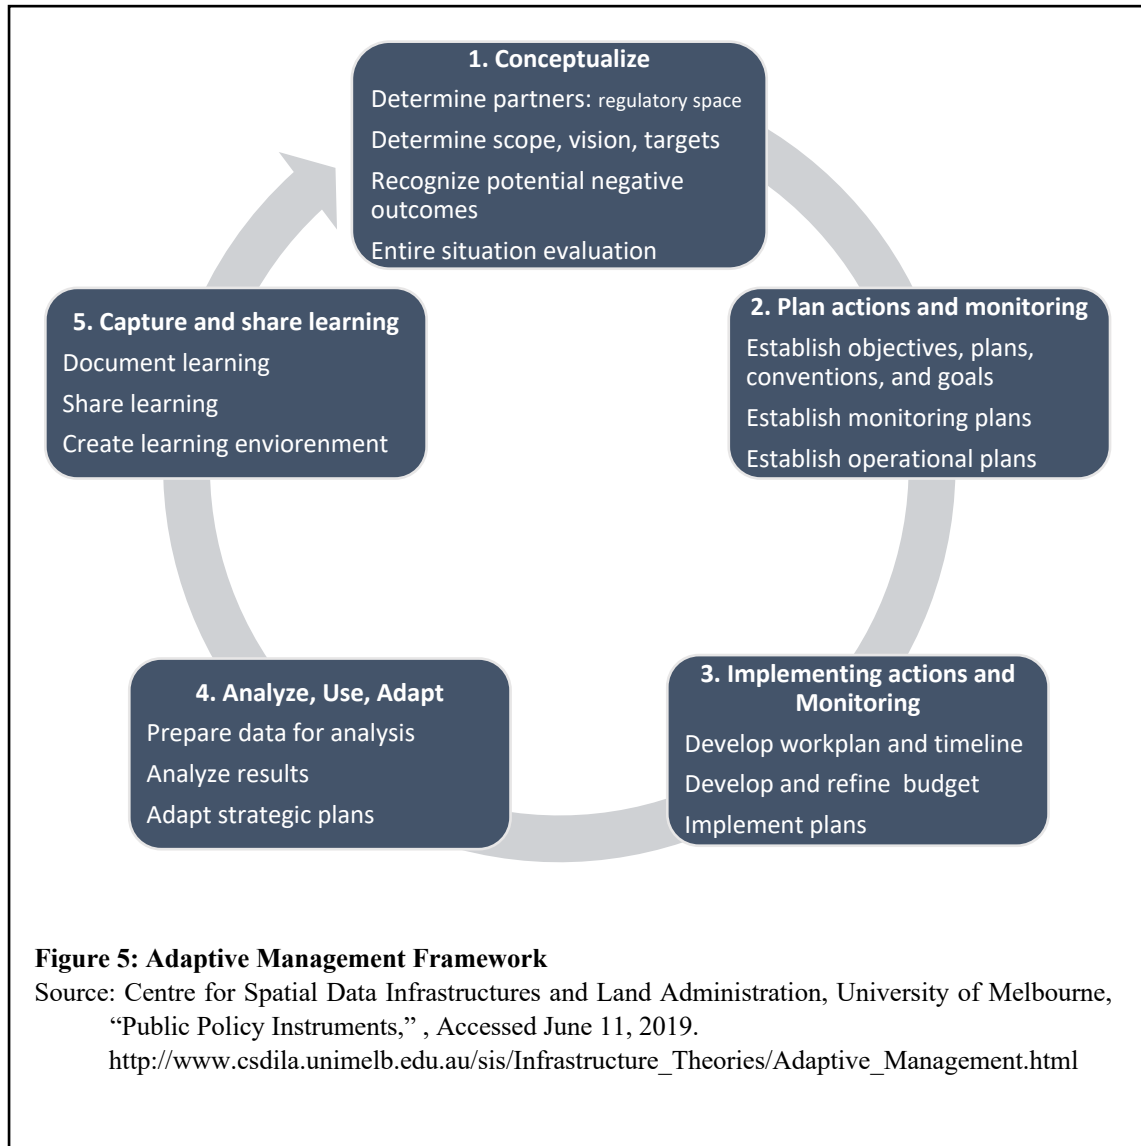 1. Conceptualize
Determine partners: regulatory space
Determine scope, vision, targets
Recognize potential negative
outcomes
Entire situation evaluation
2. Plan actions and monitoring
Establish objectives, plans,
conventions, and goals
Establish monitoring plans
Establish operational plans
3. Implementing actions and
Monitoring
Develop workplan and timeline
Develop and refine budget
Implement plans
4. Analyze, Use, Adapt
Prepare data for analysis
Analyze results
Adapt strategic plans
5. Capture and share learning
Document learning
Share learning
Create learning enviorenment
Figure 5: Adaptive Management Framework
Source: Centre for Spatial Data Infrastructures and Land Administration, University of Melbourne,
“Public Policy Instruments,” , Accessed June 11, 2019.
http://www.csdila.unimelb.edu.au/sis/Infrastructure_Theories/Adaptive_Management.html